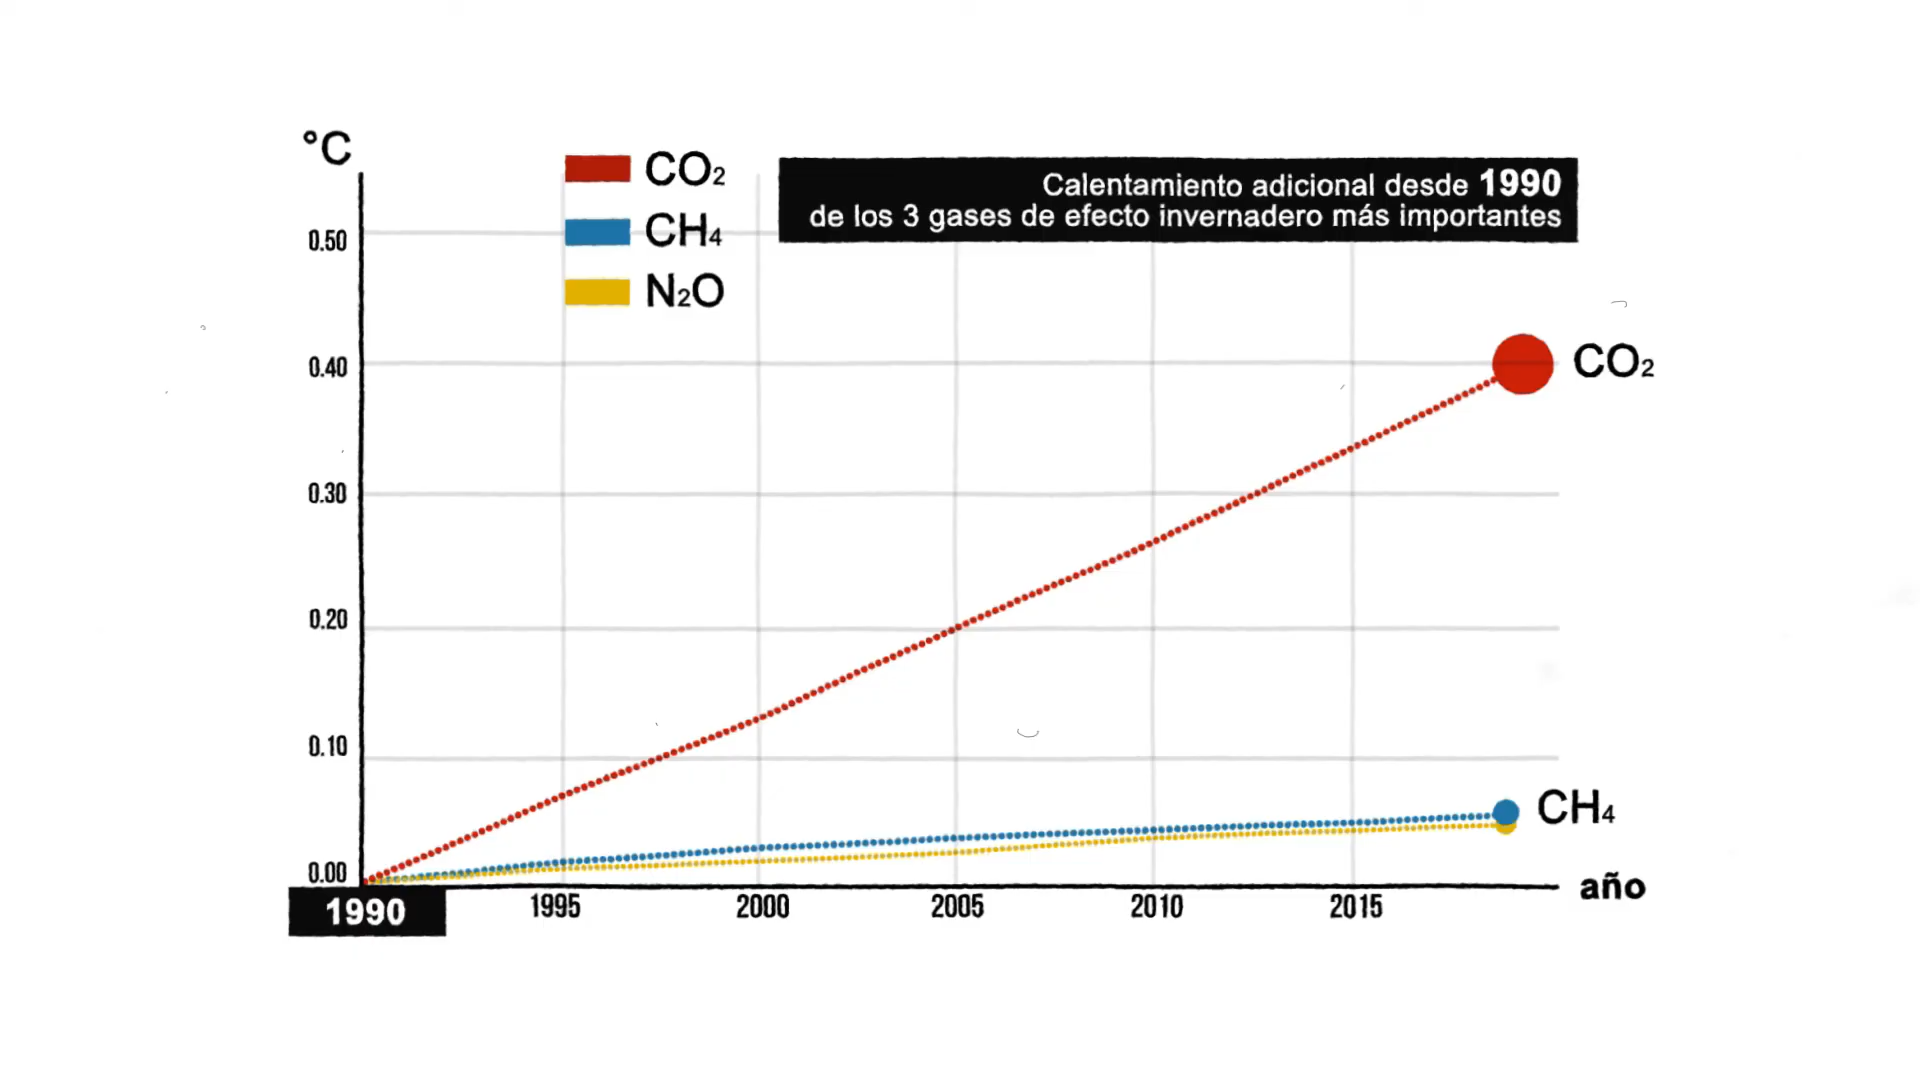 °C
CO₂
CH₄
N₂O
Calentamiento adicional desde 1990
de los 3 gases de efecto invernadero más importantes
0.50
0.40
0.30
0.20
0.10
0.00
CO₂
CH₄
año
1990
1995
2000
2005
2010
2015